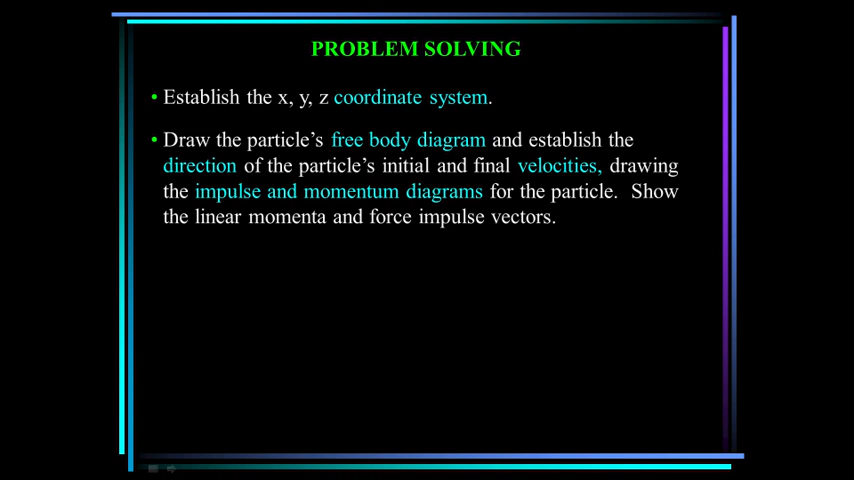 PROBLEM SOLVING
• Establish the x, y, z coordinate system.
• Draw the particle’s free body diagram and establish the
direction of the particle’s initial and final velocities, drawing
the impulse and momentum diagrams for the particle.  Show
the linear momenta and force impulse vectors.